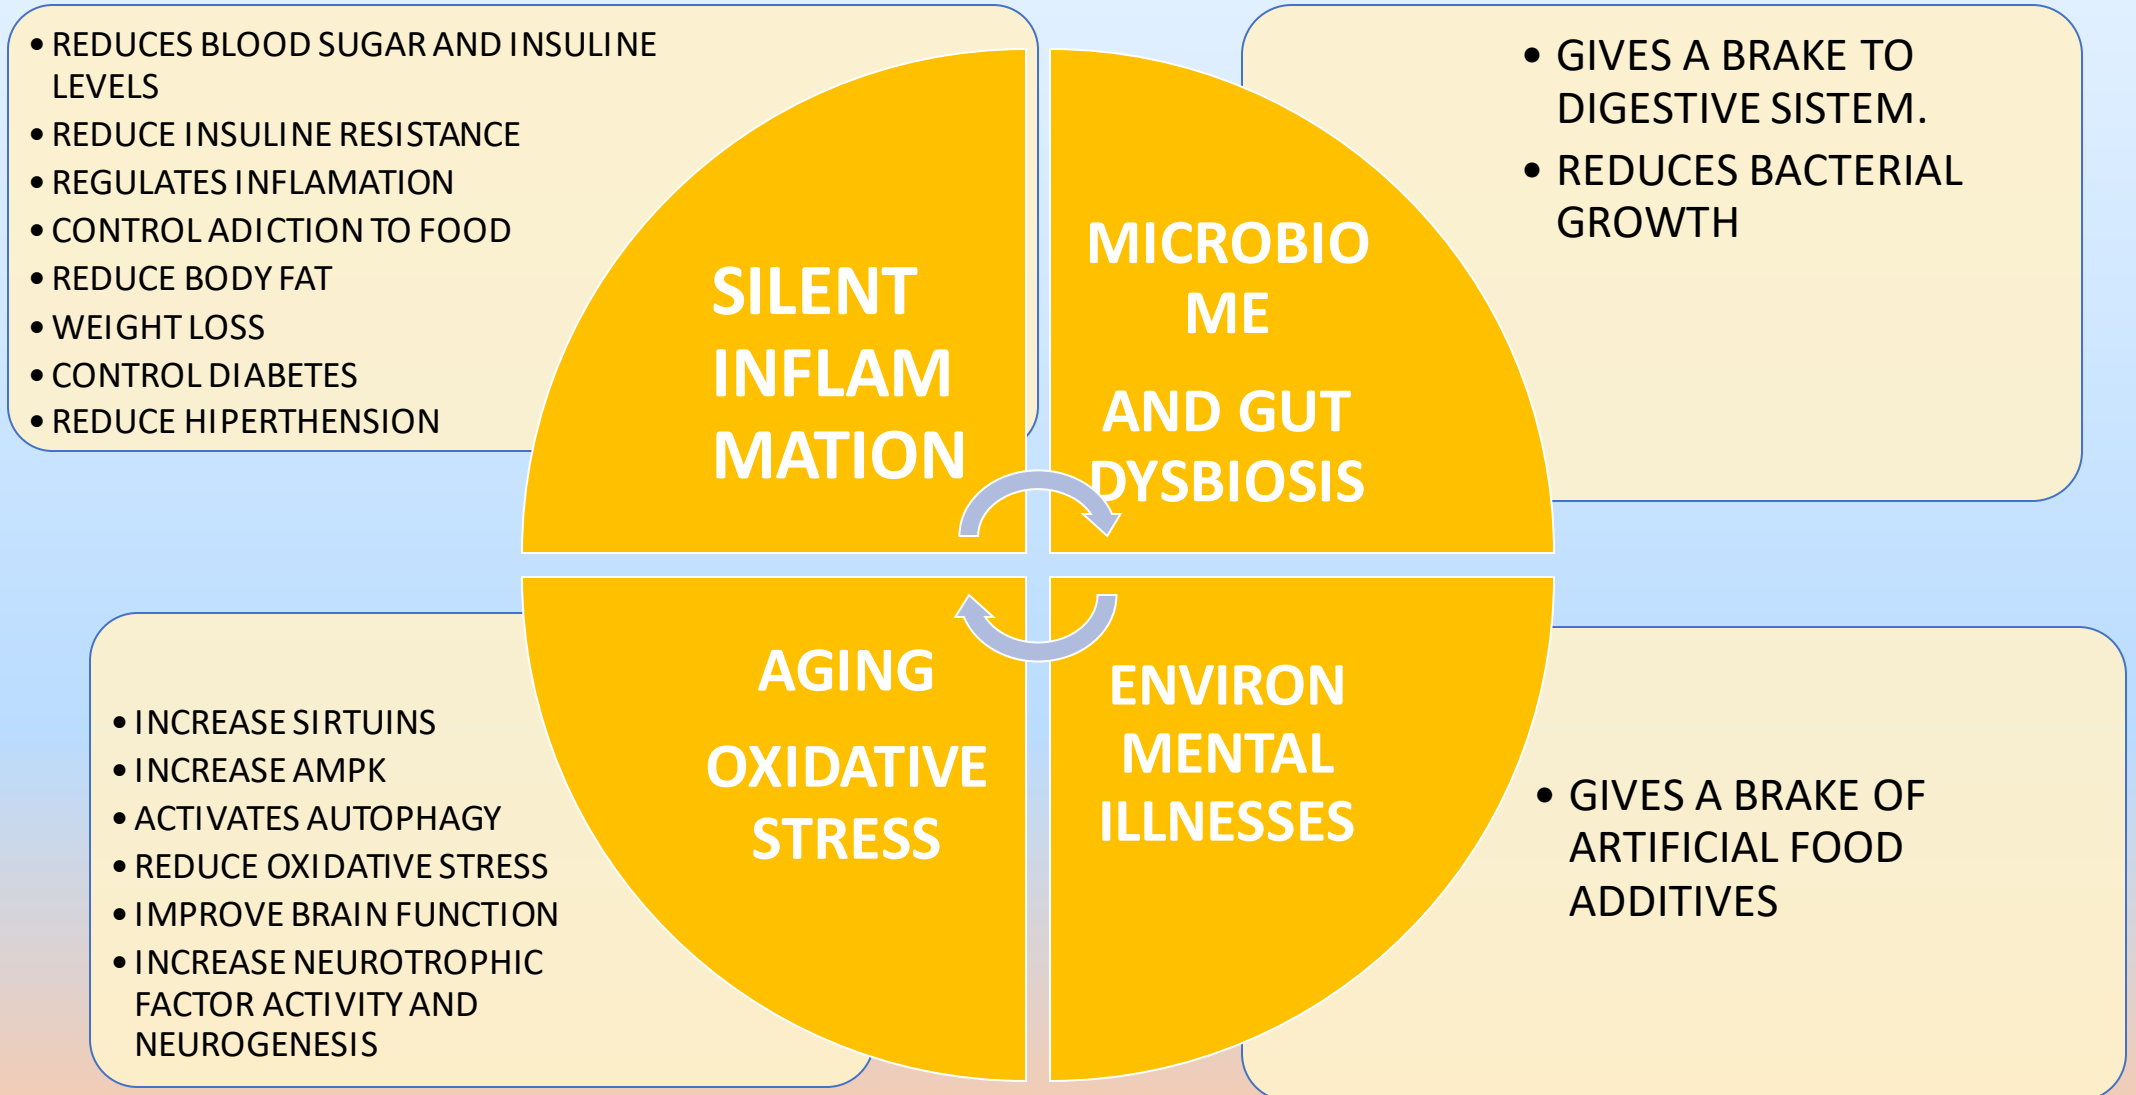 • REDUCES BLOOD SUGAR AND INSULINE
LEVELS
• REDUCE INSULINE RESISTANCE
• REGULATES INFLAMATION
• CONTROL ADICTION TO FOOD
• REDUCE BODY FAT
• WEIGHT LOSS
• CONTROL DIABETES
• REDUCE HIPERTHENSION
SILENT
INFLAM
MATION
MICROBIO
ME
AND GUT
DYSBIOSIS
• GIVES A BRAKE TO
DIGESTIVE SISTEM.
• REDUCES BACTERIAL
GROWTH
• INCREASE SIRTUINS
• INCREASE AMPK
• ACTIVATES AUTOPHAGY
• REDUCE OXIDATIVE STRESS
• IMPROVE BRAIN FUNCTION
• INCREASE NEUROTROPHIC
FACTOR ACTIVITY AND
NEUROGENESIS
AGING
OXIDATIVE
STRESS
ENVIRON
MENTAL
ILLNESSES
• GIVES A BRAKE OF
ARTIFICIAL FOOD
ADDITIVES